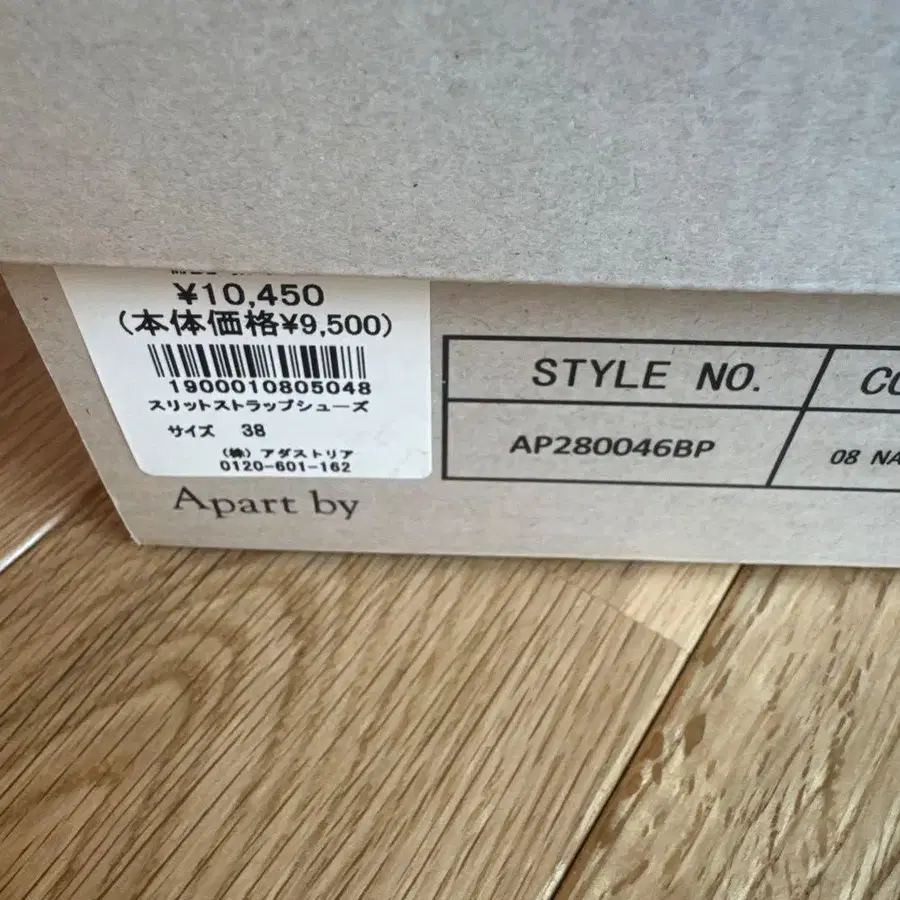 ¥10,450
(本体価格¥9,500)
1900010805048
スリットストラップシューズ
サイズ 38
(株) アダストリア
0120-601-162
Apart by
STYLE NO.
AP280046BP
08